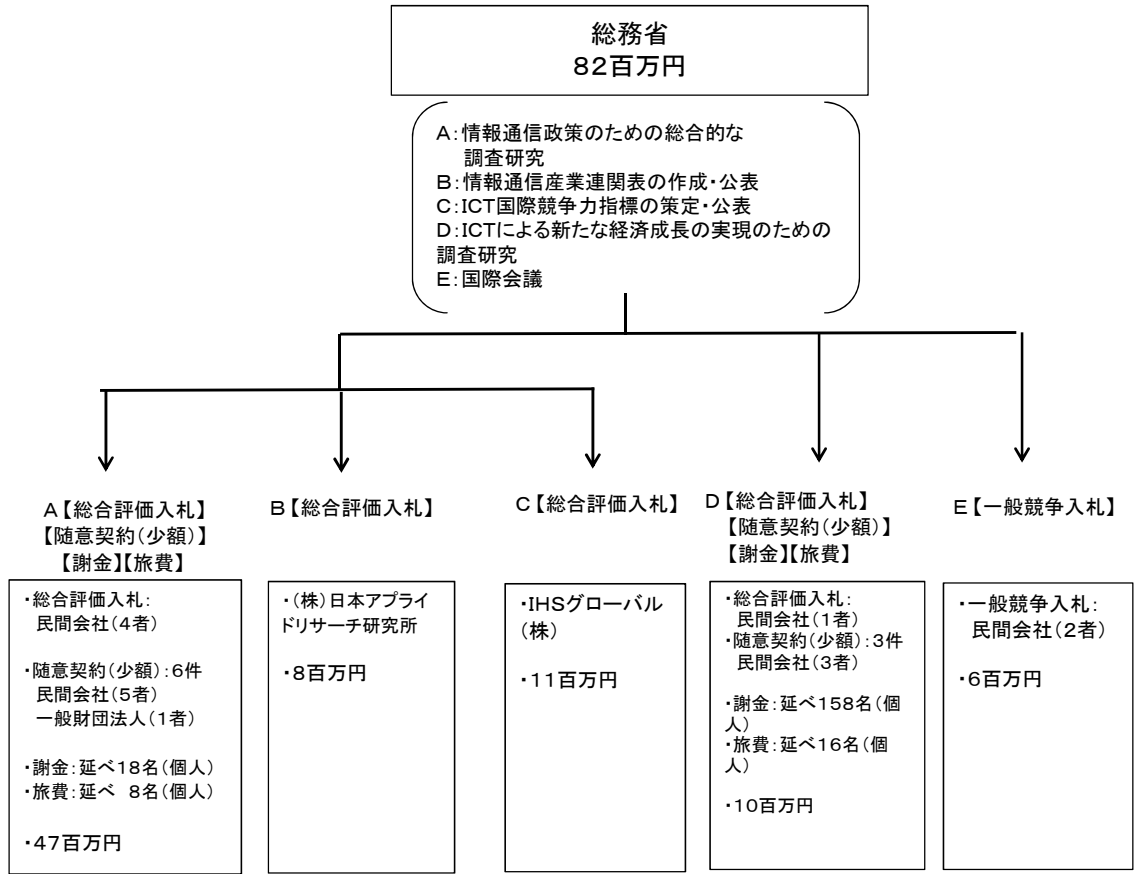 総務省
82百万円
A:情報通信政策のための総合的な
調査研究
B:情報通信産業連関表の作成・公表
C:ICT国際競争力指標の策定・公表
D:ICTによる新たな経済成長の実現のための
調査研究
E:国際会議
A【総合評価入札】
【随意契約(少額)】
【謝金】【旅費】
・総合評価入札:
民間会社(4者)
・随意契約(少額):6件
民間会社(5者)
一般財団法人(1者)
・謝金:延べ18名(個人)
・旅費:延べ 8名(個人)
・47百万円
B【総合評価入札】
・(株)日本アプライ
ドリサーチ研究所
・8百万円
C【総合評価入札】
・IHSグローバル
(株)
・11百万円
D【総合評価入札】
【随意契約(少額)】
【謝金】【旅費】
・総合評価入札:
民間会社(1者)
・随意契約(少額):3件
民間会社(3者)
・謝金:延べ158名(個
人)
・旅費:延べ16名(個
人)
・10百万円
E【一般競争入札】
・一般競争入札:
民間会社(2者)
・6百万円